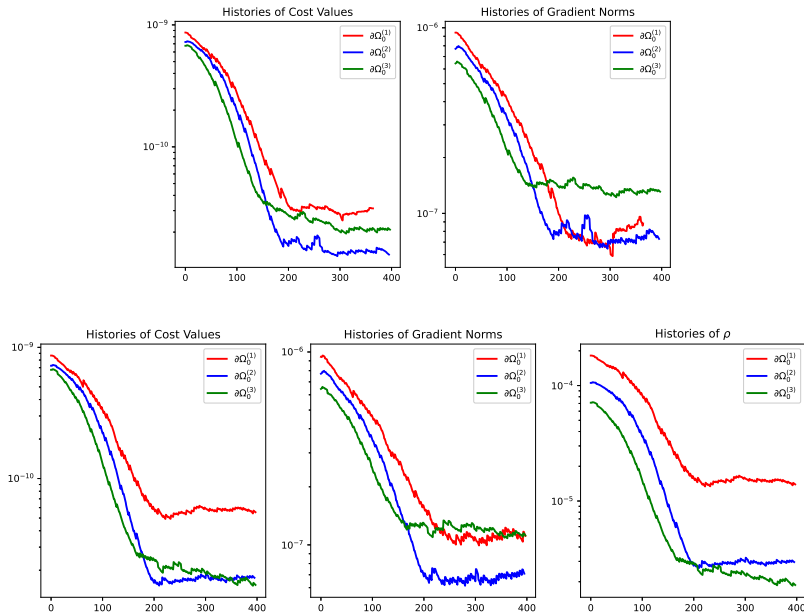 Histories of Cost Values
10⁻⁹
10⁻¹⁰
∂Ω₀⁽¹⁾
∂Ω₀⁽²⁾
∂Ω₀⁽³⁾
0 100 200 300 400
Histories of Gradient Norms
10⁻⁶
10⁻⁷
∂Ω₀⁽¹⁾
∂Ω₀⁽²⁾
∂Ω₀⁽³⁾
0 100 200 300 400
Histories of Cost Values
10⁻⁹
10⁻¹⁰
∂Ω₀⁽¹⁾
∂Ω₀⁽²⁾
∂Ω₀⁽³⁾
0 100 200 300 400
Histories of Gradient Norms
10⁻⁶
10⁻⁷
∂Ω₀⁽¹⁾
∂Ω₀⁽²⁾
∂Ω₀⁽³⁾
0 100 200 300 400
Histories of ρ
10⁻⁴
10⁻⁵
∂Ω₀⁽¹⁾
∂Ω₀⁽²⁾
∂Ω₀⁽³⁾
0 100 200 300 400